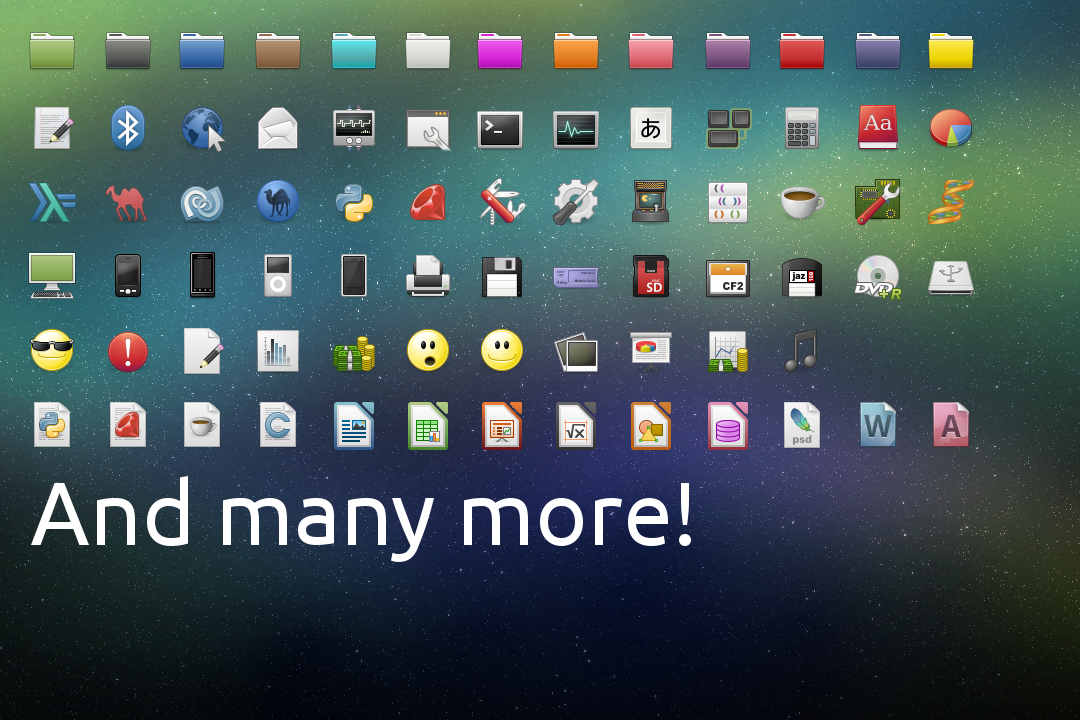 >_
あ
Aa
SD
CF2
jaz
DVD+R
!
C
√x
psd
W
A
And many more!